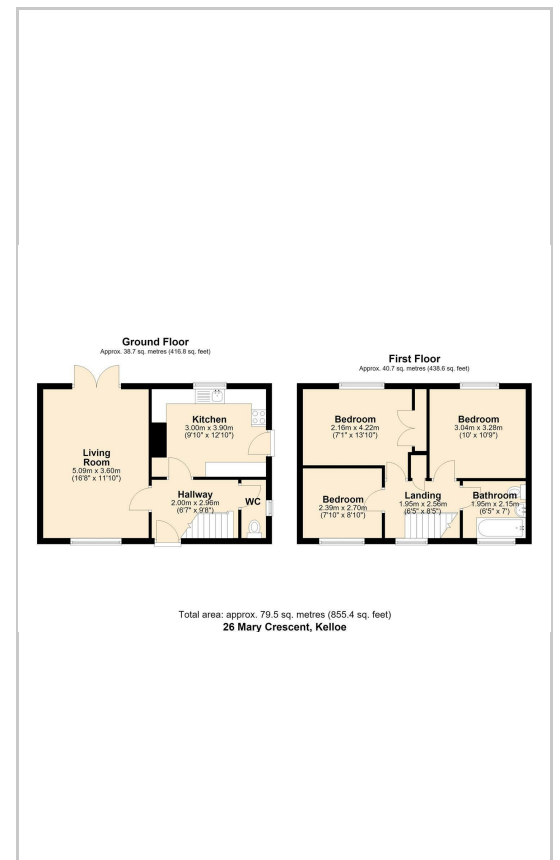 Ground Floor
Approx. 38.7 sq. metres (416.8 sq. feet)
Living
Room
5.09m x 3.60m
(16'8" x 11'10")
Kitchen
3.00m x 3.90m
(9'10" x 12'10")
Hallway
2.00m x 2.96m
(6'7" x 9'8")
WC
First Floor
Approx. 40.7 sq. metres (438.6 sq. feet)
Bedroom
2.16m x 4.22m
(7'1" x 13'10")
Bedroom
3.04m x 3.28m
(10' x 10'9")
Bedroom
2.39m x 2.70m
(7'10" x 8'10")
Landing
1.95m x 2.56m
(6'5" x 8'5")
Bathroom
1.95m x 2.15m
(6'5" x 7')
Total area: approx. 79.5 sq. metres (855.4 sq. feet)
26 Mary Crescent, Kelloe